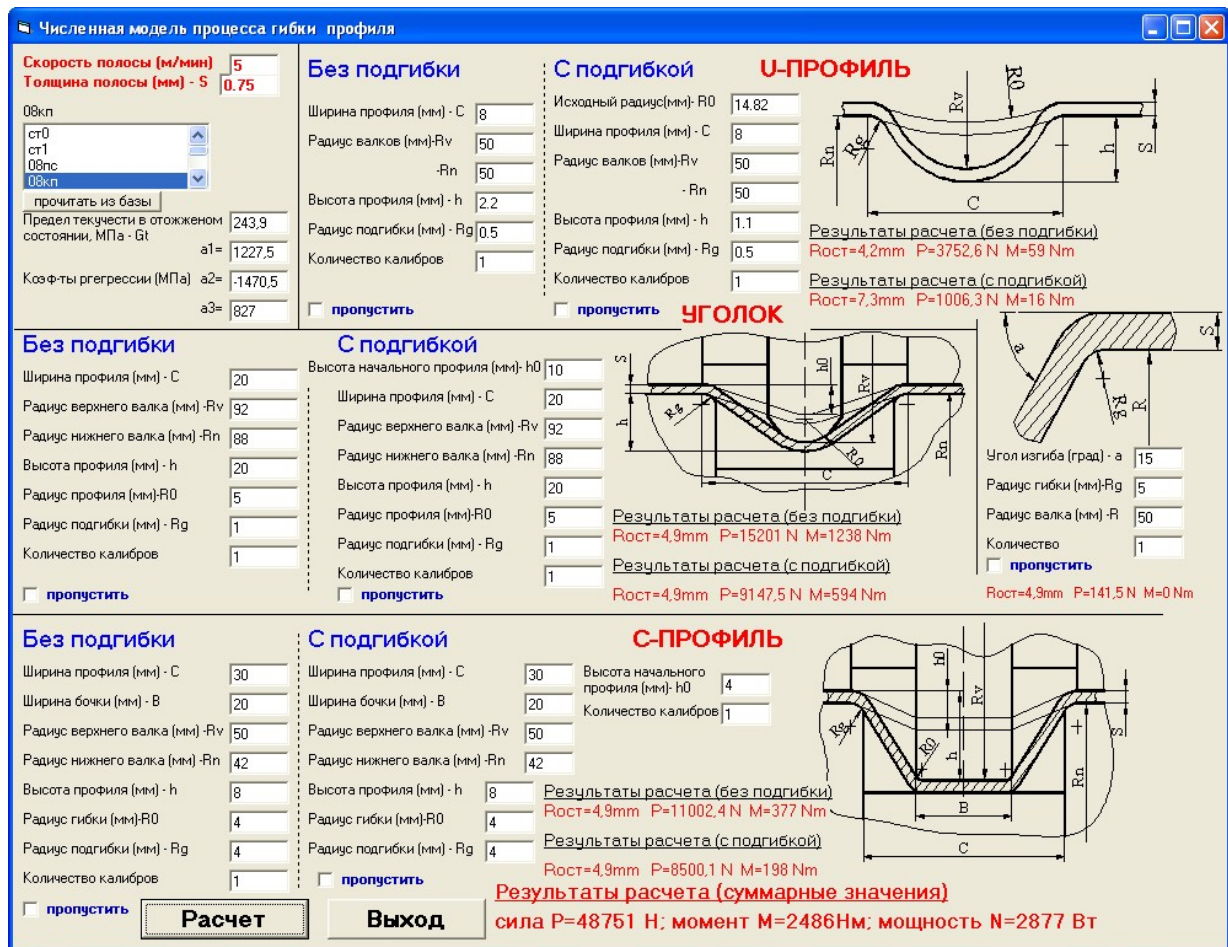 Численная модель процесса гибки профиля
Скорость полосы (м/мин) 5
Толщина полосы (мм) - S 0.75
08кп
ст0
ст1
08пс
08кп
прочитать из базы
Предел текучести в отожженом
состоянии, МПа - Gt 243,9
a1= 1227,5
Коэф-ты ргегрессии (МПа) a2= -1470,5
a3= 827
Без подгибки
Ширина профиля (мм) - C 8
Радиус валков (мм)-Rv 50
-Rn 50
Высота профиля (мм) - h 2.2
Радиус подгибки (мм) - Rg 0.5
Количество калибров 1
пропустить
С подгибкой
Исходный радиус(мм)- R0 14.82
Ширина профиля (мм) - C 8
Радиус валков (мм)-Rv 50
- Rn 50
Высота профиля (мм) - h 1.1
Радиус подгибки (мм) - Rg 0.5
Количество калибров 1
пропустить
U-ПРОФИЛЬ
R0
Rv
Rn
Rg
h
S
C
Результаты расчета (без подгибки)
Rост=4,2mm P=3752,6 N M=59 Nm
Результаты расчета (с подгибкой)
Rост=7,3mm P=1006,3 N M=16 Nm
УГОЛОК
Без подгибки
Ширина профиля (мм) - C 20
Радиус верхнего валка (мм) -Rv 92
Радиус нижнего валка (мм) -Rn 88
Высота профиля (мм) - h 20
Радиус профиля (мм)-R0 5
Радиус подгибки (мм) - Rg 1
Количество калибров 1
пропустить
С подгибкой
Высота начального профиля (мм)- h0 10
Ширина профиля (мм) - C 20
Радиус верхнего валка (мм) -Rv 92
Радиус нижнего валка (мм) -Rn 88
Высота профиля (мм) - h 20
Радиус профиля (мм)-R0 5
Радиус подгибки (мм) - Rg 1
Количество калибров 1
пропустить
S
h
h0
Rv
Rg
Rn
R0
C
Результаты расчета (без подгибки)
Rост=4,9mm P=15201 N M=1238 Nm
Результаты расчета (с подгибкой)
Rост=4,9mm P=9147,5 N M=594 Nm
a
S
Rg
R
Угол изгиба (град) - a 15
Радиус гибки (мм)-Rg 5
Радиус валка (мм) -R 50
Количество 1
пропустить
Rост=4,9mm P=141,5 N M=0 Nm
Без подгибки
Ширина профиля (мм) - C 30
Ширина бочки (мм) - B 20
Радиус верхнего валка (мм) -Rv 50
Радиус нижнего валка (мм) -Rn 42
Высота профиля (мм) - h 8
Радиус гибки (мм)-R0 4
Радиус подгибки (мм) - Rg 4
Количество калибров 1
пропустить
С подгибкой
Ширина профиля (мм) - C 30
Ширина бочки (мм) - B 20
Радиус верхнего валка (мм) -Rv 50
Радиус нижнего валка (мм) -Rn 42
Высота профиля (мм) - h 8
Радиус гибки (мм)-R0 4
Радиус подгибки (мм) - Rg 4
пропустить
С-ПРОФИЛЬ
Высота начального
профиля (мм)- h0 4
Количество калибров 1
h0
Rv
Rg
R0
h
S
Rn
B
C
Результаты расчета (без подгибки)
Rост=4,9mm P=11002,4 N M=377 Nm
Результаты расчета (с подгибкой)
Rост=4,9mm P=8500,1 N M=198 Nm
Расчет
Выход
Результаты расчета (суммарные значения)
сила P=48751 Н; момент M=2486Нм; мощность N=2877 Вт